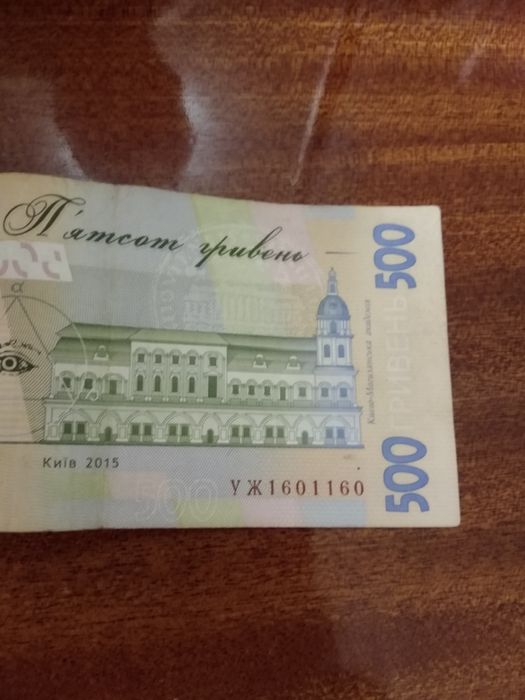 П'ятсот гривень
500
Києво-Могилянська академія
ГРИВЕНЬ
Київ 2015
500
УЖ1601160
500